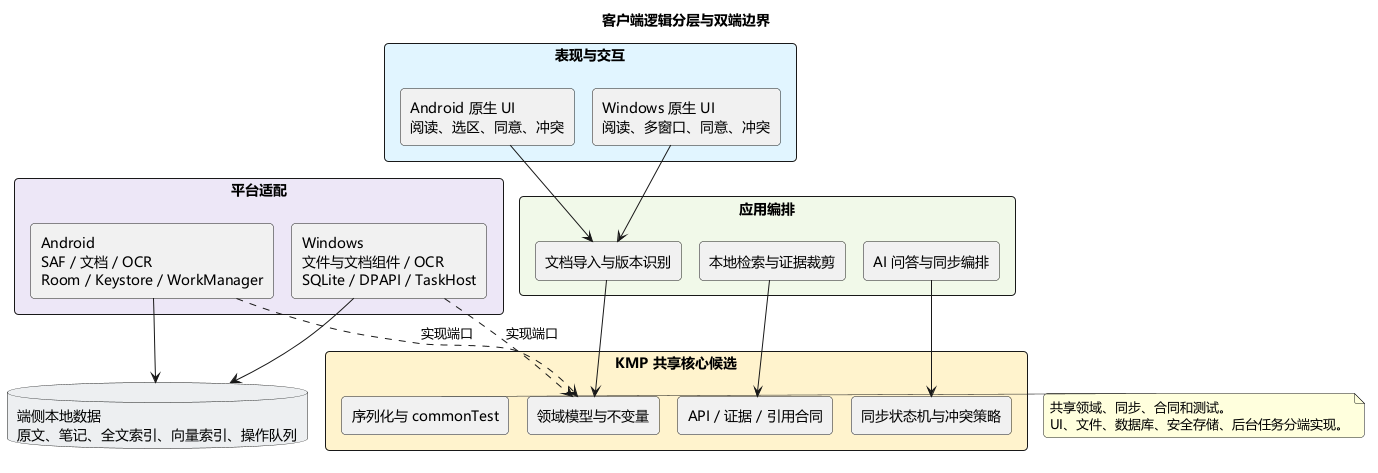 客户端逻辑分层与双端边界
表现与交互
Android 原生 UI
阅读、选区、同意、冲突
Windows 原生 UI
阅读、多窗口、同意、冲突
平台适配
Android
SAF / 文档 / OCR
Room / Keystore / WorkManager
Windows
文件与文档组件 / OCR
SQLite / DPAPI / TaskHost
应用编排
文档导入与版本识别
本地检索与证据裁剪
AI 问答与同步编排
实现端口
实现端口
KMP 共享核心候选
序列化与 commonTest
领域模型与不变量
API / 证据 / 引用合同
同步状态机与冲突策略
端侧本地数据
原文、笔记、全文索引、向量索引、操作队列
共享领域、同步、合同和测试。
UI、文件、数据库、安全存储、后台任务分端实现。